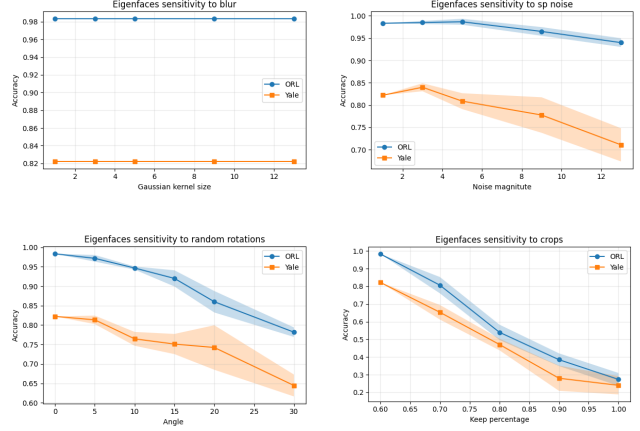 Eigenfaces sensitivity to blur
Accuracy
0.98
0.96
0.94
0.92
0.90
0.88
0.86
0.84
0.82
ORL
Yale
2 4 6 8 10 12
Gaussian kernel size
Eigenfaces sensitivity to sp noise
Accuracy
1.00
0.95
0.90
0.85
0.80
0.75
0.70
ORL
Yale
2 4 6 8 10 12
Noise magnitute
Eigenfaces sensitivity to random rotations
Accuracy
1.00
0.95
0.90
0.85
0.80
0.75
0.70
0.65
0.60
ORL
Yale
0 5 10 15 20 25 30
Angle
Eigenfaces sensitivity to crops
Accuracy
1.0
0.9
0.8
0.7
0.6
0.5
0.4
0.3
0.2
ORL
Yale
0.60 0.65 0.70 0.75 0.80 0.85 0.90 0.95 1.00
Keep percentage